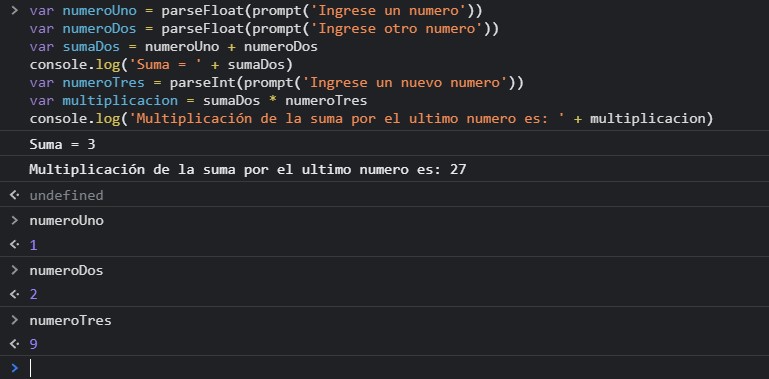 > var numeroUno = parseFloat(prompt('Ingrese un numero'))
var numeroDos = parseFloat(prompt('Ingrese otro numero'))
var sumaDos = numeroUno + numeroDos
console.log('Suma = ' + sumaDos)
var numeroTres = parseInt(prompt('Ingrese un nuevo numero'))
var multiplicacion = sumaDos * numeroTres
console.log('Multiplicación de la suma por el ultimo numero es: ' + multiplicacion)
Suma = 3
Multiplicación de la suma por el ultimo numero es: 27
undefined
> numeroUno
1
> numeroDos
2
> numeroTres
9
>